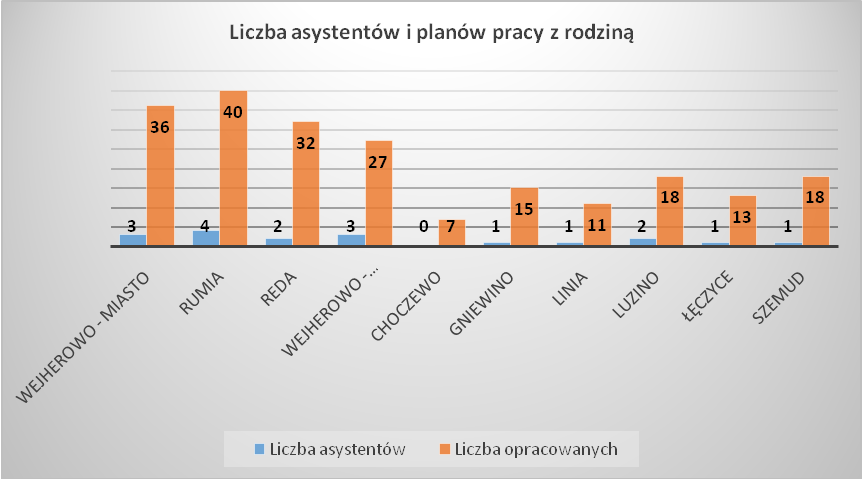 Liczba asystentów i planów pracy z rodziną
36
40
32
27
18
18
15
13
11
7
3
4
2
3
0
1
1
2
1
1
WEJHEROWO - MIASTO
RUMIA
REDA
WEJHEROWO -...
CHOCZEWO
GNIEWINO
LINIA
LUZINO
ŁĘCZYCE
SZEMUD
Liczba asystentów
Liczba opracowanych